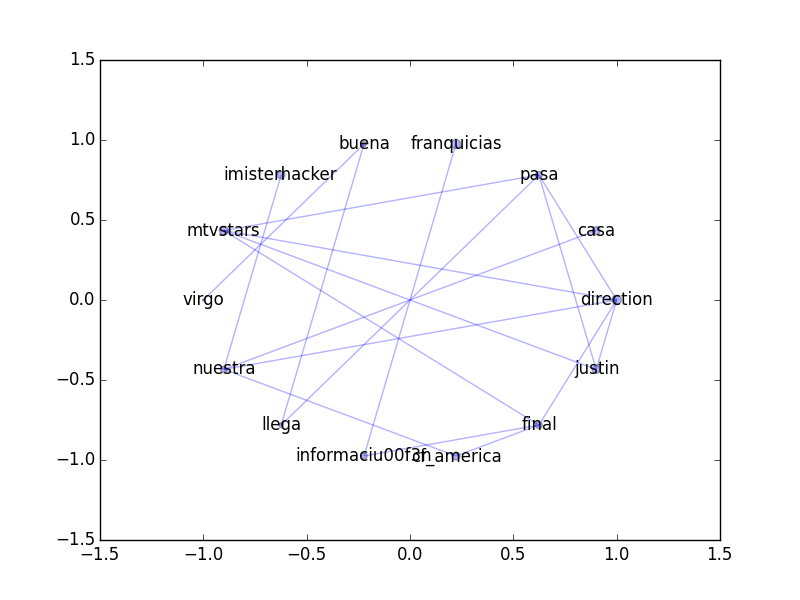 1.5
1.0
0.5
0.0
−0.5
−1.0
−1.5
−1.5
−1.0
−0.5
0.0
0.5
1.0
1.5
buena
franquicias
imisterhacker
pasa
mtvstars
casa
virgo
direction
nuestra
justin
llega
final
informaciu00f3n
cf_america